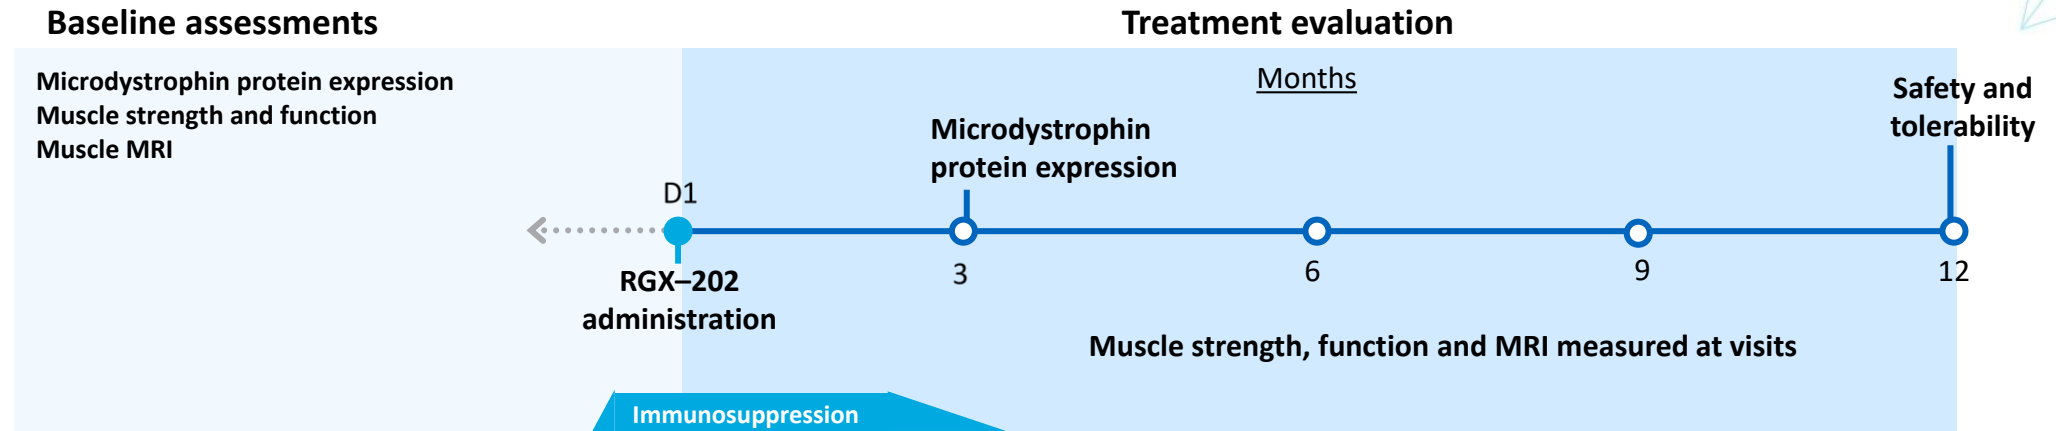 Baseline assessments
Treatment evaluation
Microdystrophin protein expression
Muscle strength and function
Muscle MRI
Months
Microdystrophin
protein expression
Safety and
tolerability
D1
RGX–202
administration
3
6
9
12
Muscle strength, function and MRI measured at visits
Immunosuppression